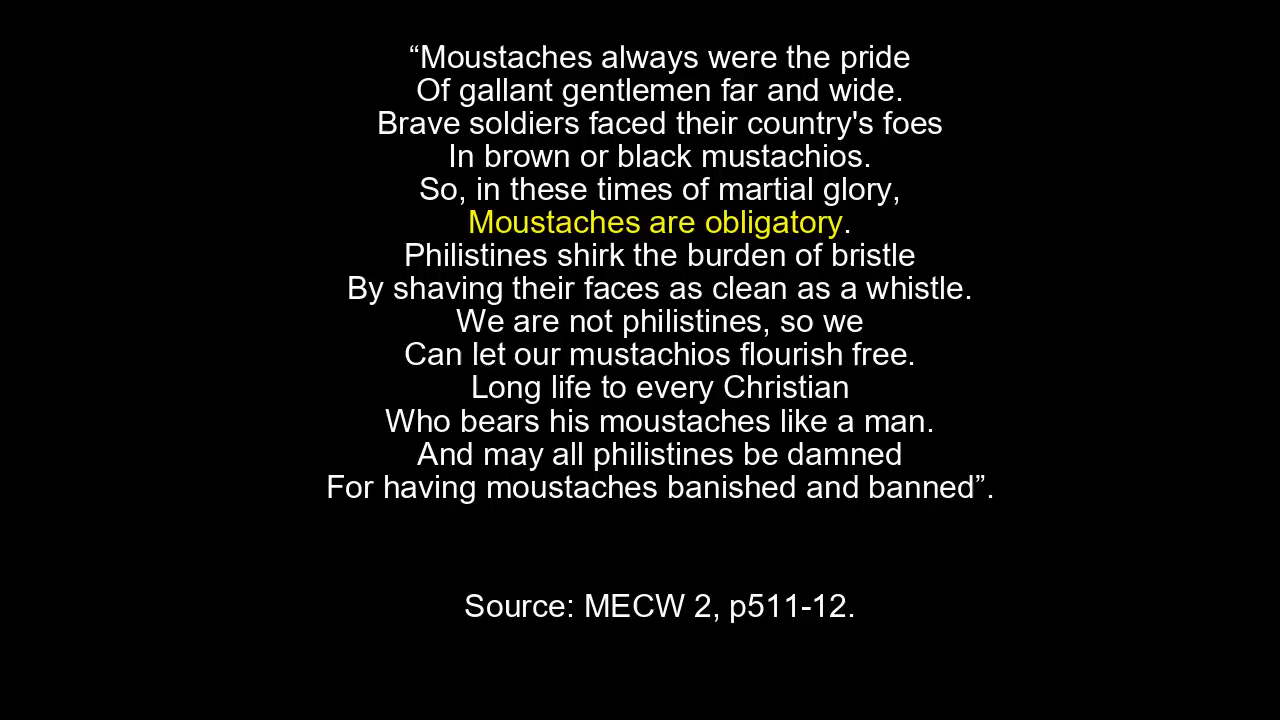 “Moustaches always were the pride
Of gallant gentlemen far and wide.
Brave soldiers faced their country's foes
In brown or black mustachios.
So, in these times of martial glory,
Moustaches are obligatory.
Philistines shirk the burden of bristle
By shaving their faces as clean as a whistle.
We are not philistines, so we
Can let our mustachios flourish free.
Long life to every Christian
Who bears his moustaches like a man.
And may all philistines be damned
For having moustaches banished and banned”.
Source: MECW 2, p511-12.